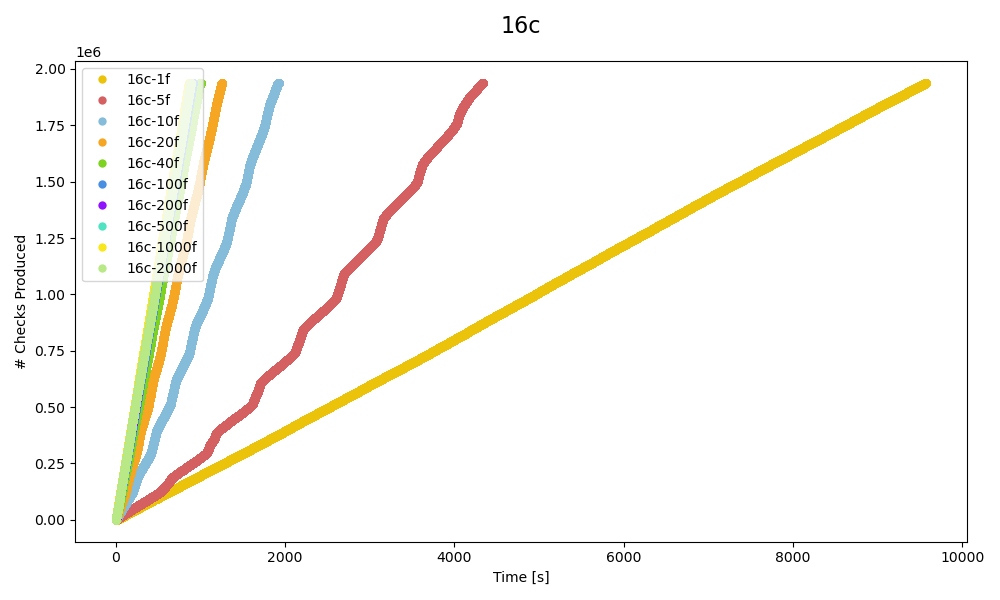 16c
1e6
2.00
1.75
1.50
1.25
1.00
0.75
0.50
0.25
0.00
# Checks Produced
16c-1f
16c-5f
16c-10f
16c-20f
16c-40f
16c-100f
16c-200f
16c-500f
16c-1000f
16c-2000f
0 2000 4000 6000 8000 10000
Time [s]